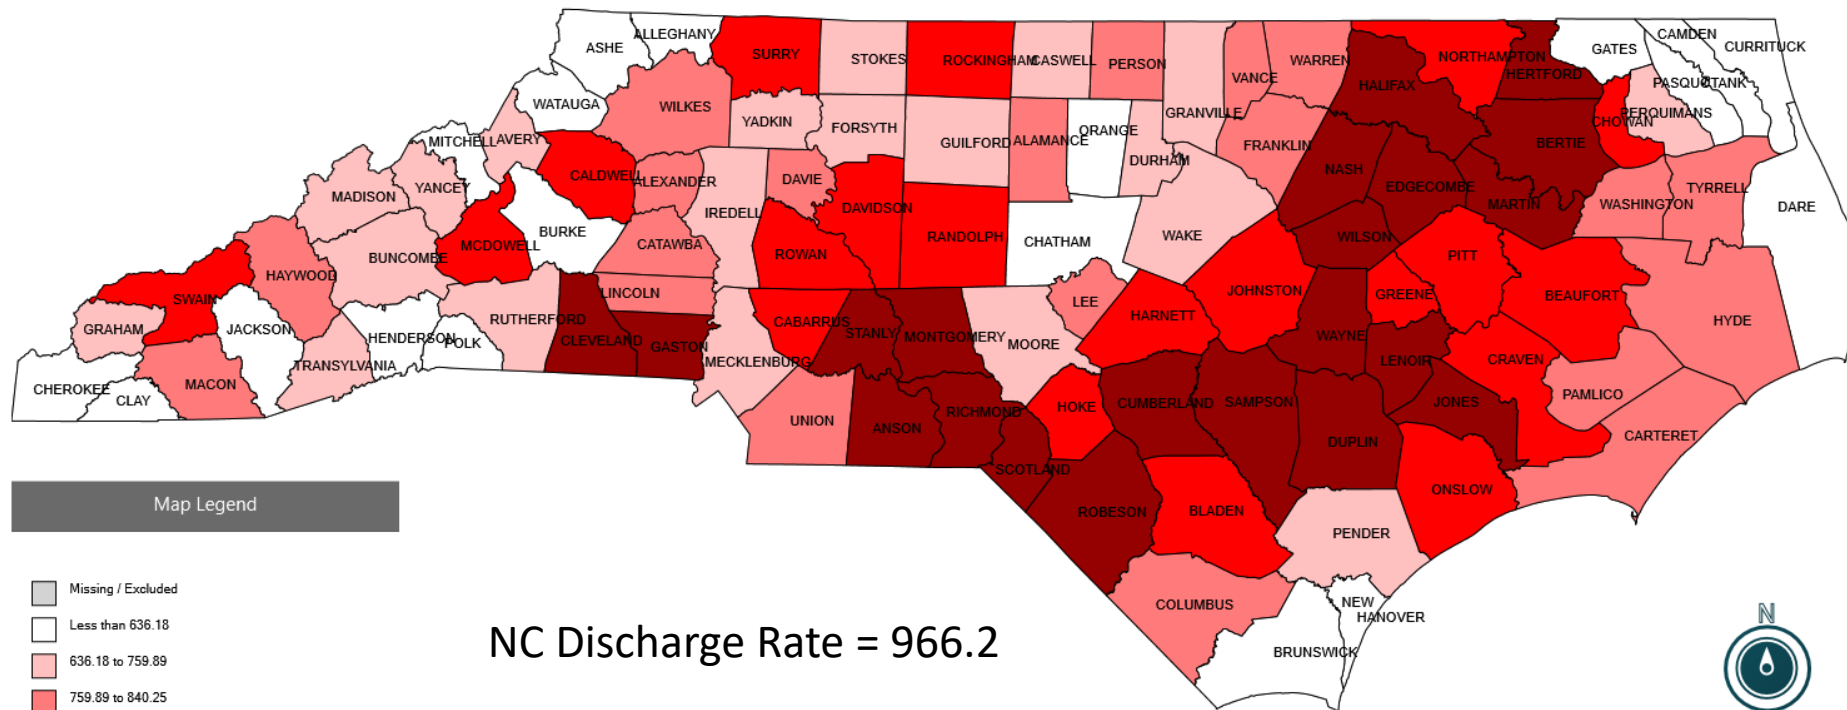 ALLEGHANY
ASHE
SURRY
STOKES
ROCKINGHAM
CASWELL
PERSON
VANCE
WARREN
NORTHAMPTON
HERTFORD
GATES
CAMDEN
CURRITUCK
PASQUOTANK
PERQUIMANS
CHOWAN
HALIFAX
WATAUGA
WILKES
YADKIN
FORSYTH
GUILFORD
ALAMANCE
ORANGE
DURHAM
GRANVILLE
FRANKLIN
NASH
EDGECOMBE
BERTIE
MARTIN
WASHINGTON
TYRRELL
DARE
MITCHELL
AVERY
CALDWELL
ALEXANDER
DAVIE
IREDELL
DAVIDSON
RANDOLPH
CHATHAM
WAKE
WILSON
MADISON
YANCEY
BURKE
CATAWBA
ROWAN
PITT
GREENE
BEAUFORT
HYDE
MCDOWELL
BUNCOMBE
HAYWOOD
SWAIN
LINCOLN
LEE
HARNETT
JOHNSTON
WAYNE
LENOIR
CRAVEN
PAMLICO
GRAHAM
JACKSON
HENDERSON
POLK
RUTHERFORD
CLEVELAND
GASTON
CABARRUS
STANLY
MONTGOMERY
MOORE
MECKLENBURG
CHEROKEE
CLAY
MACON
TRANSYLVANIA
UNION
ANSON
RICHMOND
SCOTLAND
HOKE
CUMBERLAND
SAMPSON
DUPLIN
JONES
CARTERET
ROBESON
BLADEN
ONSLOW
PENDER
COLUMBUS
NEW
HANOVER
BRUNSWICK
Map Legend
Missing / Excluded
Less than 636.18
636.18 to 759.89
759.89 to 840.25
NC Discharge Rate = 966.2
N